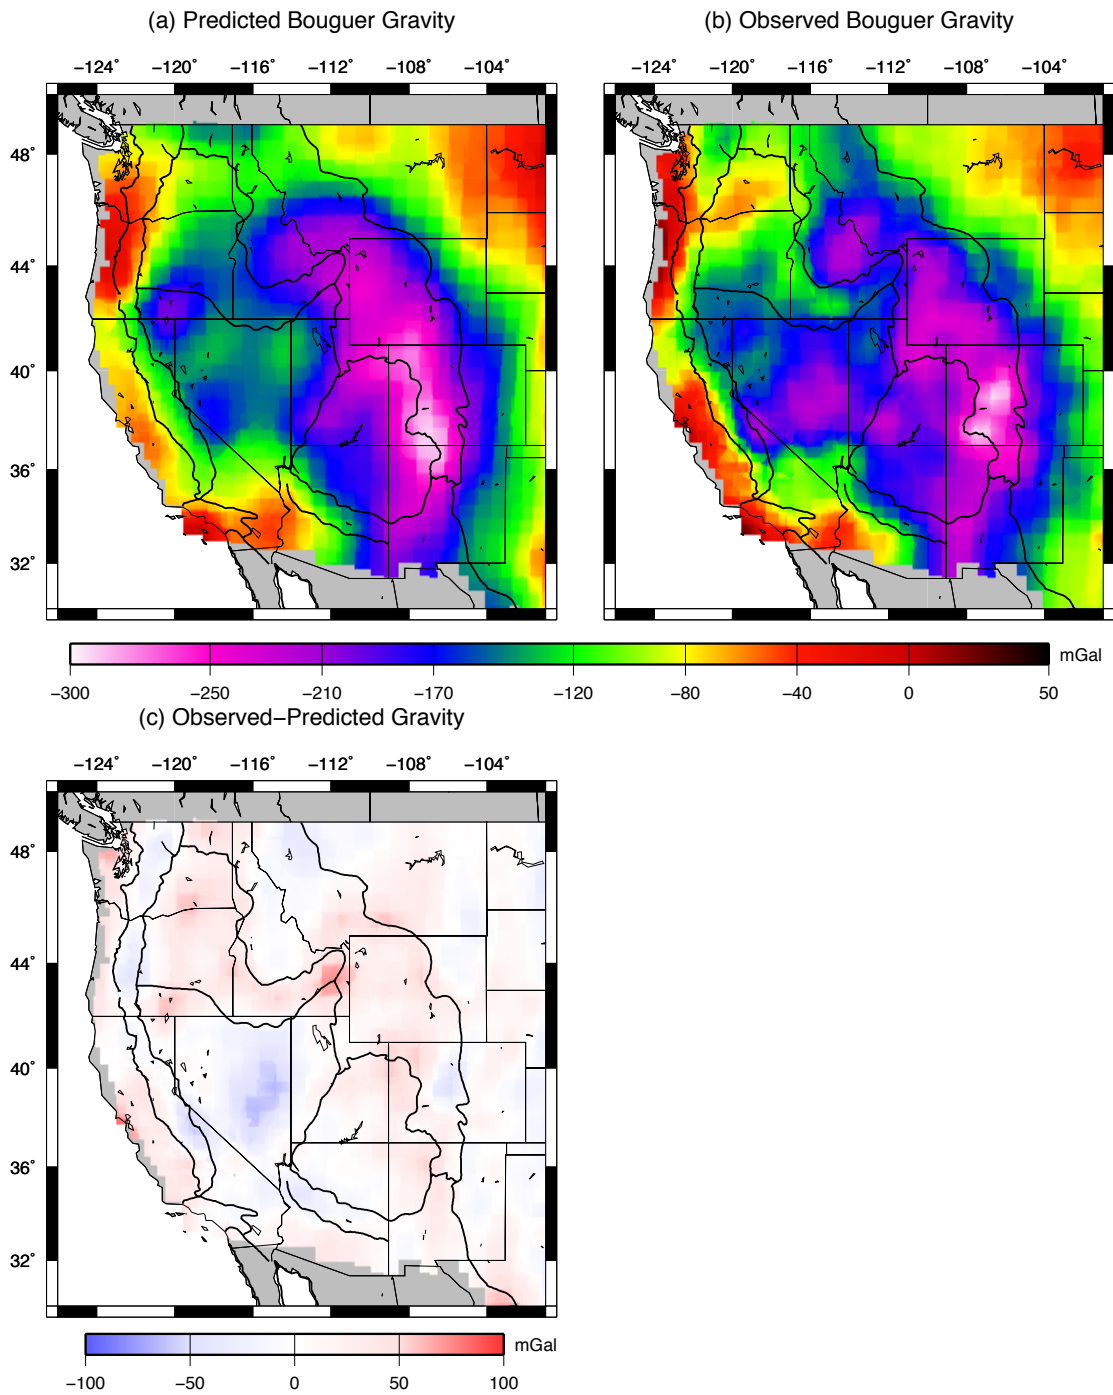 (a) Predicted Bouguer Gravity
(b) Observed Bouguer Gravity
−124˚ −120˚ −116˚ −112˚ −108˚ −104˚
−124˚ −120˚ −116˚ −112˚ −108˚ −104˚
48˚
44˚
40˚
36˚
32˚
48˚
44˚
40˚
36˚
32˚
mGal
−300 −250 −210 −170 −120 −80 −40 0 50
(c) Observed−Predicted Gravity
−124˚ −120˚ −116˚ −112˚ −108˚ −104˚
48˚
44˚
40˚
36˚
32˚
mGal
−100 −50 0 50 100